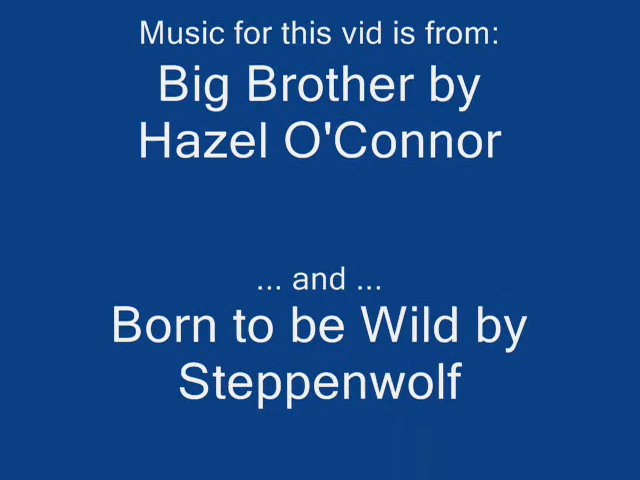 Music for this vid is from:
Big Brother by
Hazel O'Connor
... and ...
Born to be Wild by
Steppenwolf